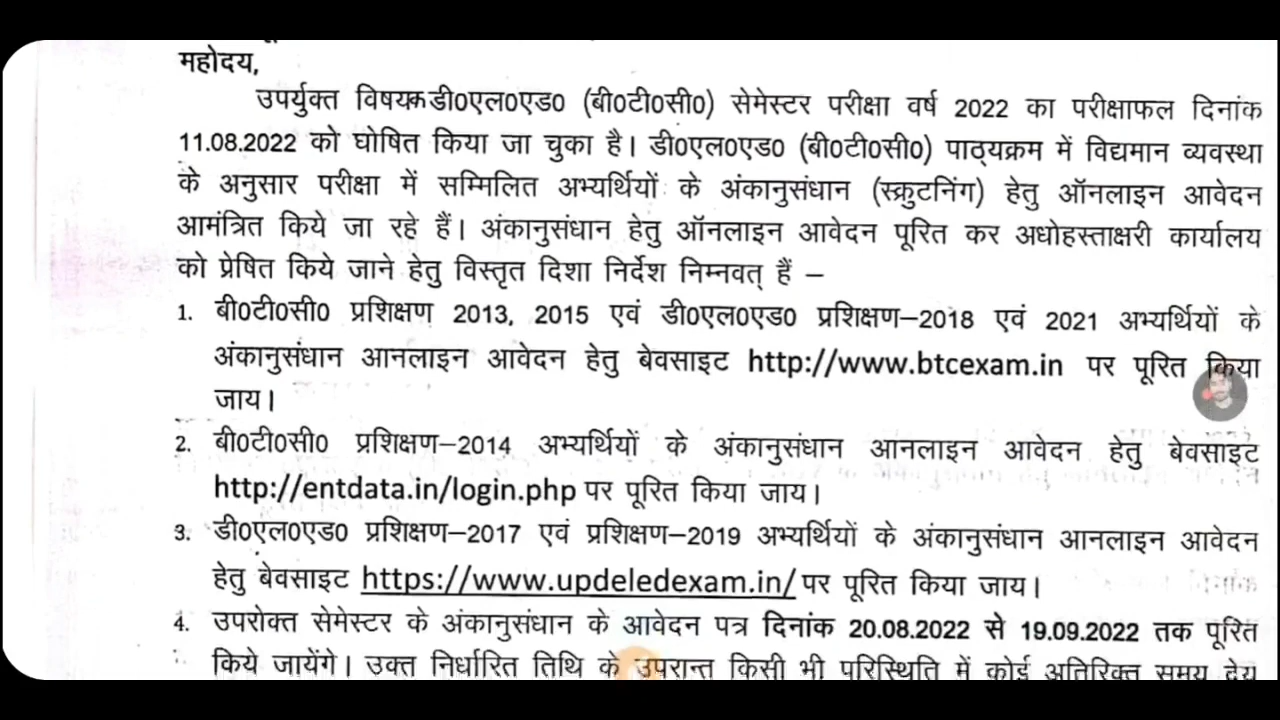 महोदय,
उपर्युक्त विषयक डी0एल0एड0 (बी0टी0सी0) सेमेस्टर परीक्षा वर्ष 2022 का परीक्षाफल दिनांक
11.08.2022 को घोषित किया जा चुका है। डी0एल0एड0 (बी0टी0सी0) पाठ्यक्रम में विद्यमान व्यवस्था
के अनुसार परीक्षा में सम्मिलित अभ्यर्थियों के अंकानुसंधान (स्क्रुटनिंग) हेतु ऑनलाइन आवेदन
आमंत्रित किये जा रहे हैं। अंकानुसंधान हेतु ऑनलाइन आवेदन पूरित कर अधोहस्ताक्षरी कार्यालय
को प्रेषित किये जाने हेतु विस्तृत दिशा निर्देश निम्नवत् हैं –
1. बी0टी0सी0 प्रशिक्षण 2013, 2015 एवं डी0एल0एड0 प्रशिक्षण–2018 एवं 2021 अभ्यर्थियों के
अंकानुसंधान आनलाइन आवेदन हेतु बेवसाइट http://www.btcexam.in पर पूरित किया
जाय।
2. बी0टी0सी0 प्रशिक्षण–2014 अभ्यर्थियों के अंकानुसंधान आनलाइन आवेदन हेतु बेवसाइट
http://entdata.in/login.php पर पूरित किया जाय।
3. डी0एल0एड0 प्रशिक्षण–2017 एवं प्रशिक्षण–2019 अभ्यर्थियों के अंकानुसंधान आनलाइन आवेदन
हेतु बेवसाइट https://www.updeledexam.in/ पर पूरित किया जाय।
4. उपरोक्त सेमेस्टर के अंकानुसंधान के आवेदन पत्र दिनांक 20.08.2022 से 19.09.2022 तक पूरित
किये जायेंगे। उक्त निर्धारित तिथि के उपरान्त किसी भी परिस्थिति में कोई अतिरिक्त समय देय